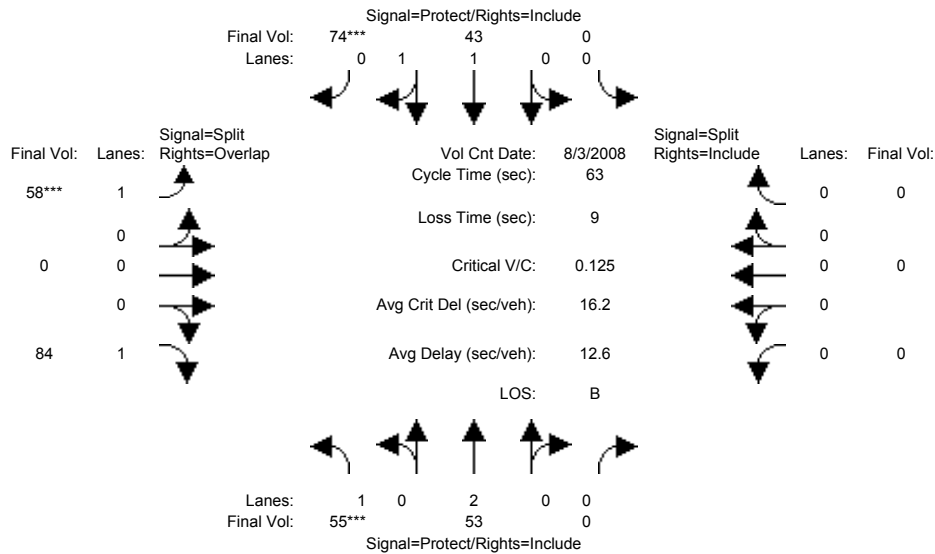 Signal=Protect/Rights=Include
Final Vol: 74*** 43 0
Lanes: 0 1 1 0 0
Signal=Split Signal=Split
Final Vol: Lanes: Rights=Overlap Vol Cnt Date: 8/3/2008 Rights=Include Lanes: Final Vol:
Cycle Time (sec): 63
58*** 1 0 0
Loss Time (sec): 9
0 0
0 0 Critical V/C: 0.125 0 0
0 Avg Crit Del (sec/veh): 16.2 0
84 1 Avg Delay (sec/veh): 12.6 0 0
LOS: B
Lanes: 1 0 2 0 0
Final Vol: 55*** 53 0
Signal=Protect/Rights=Include